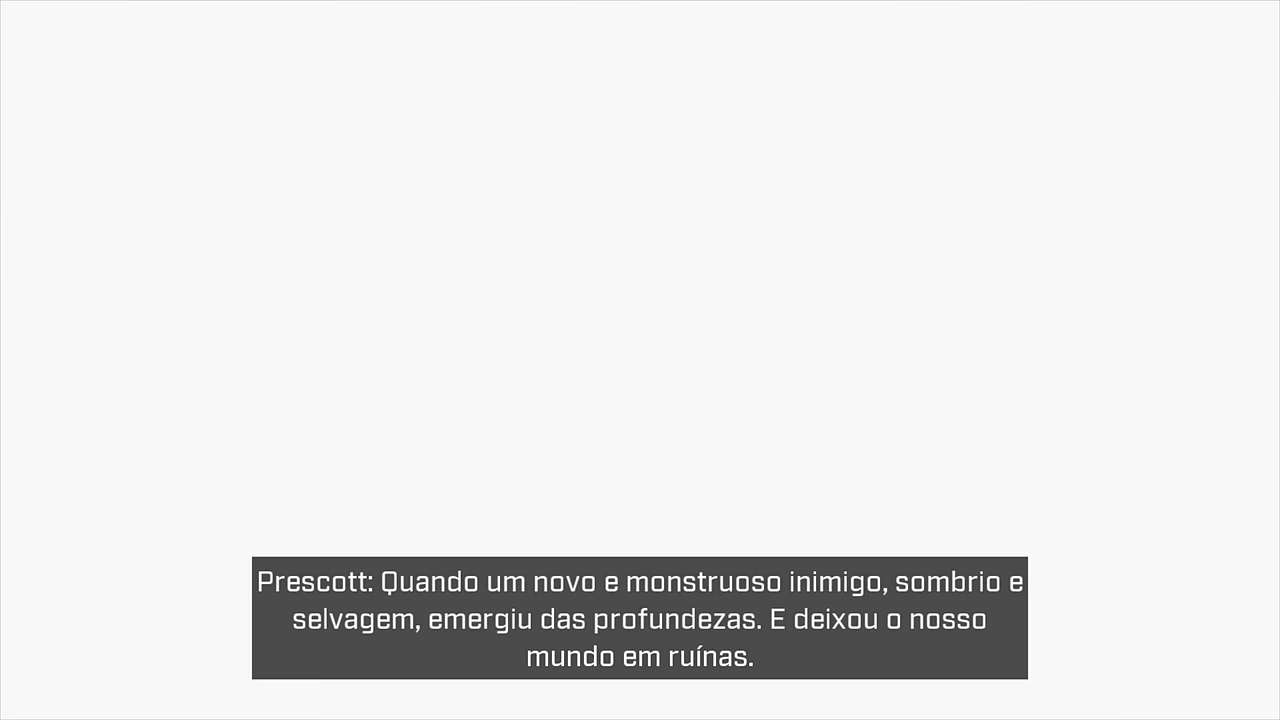 Prescott: Quando um novo e monstruoso inimigo, sombrio e
selvagem, emergiu das profundezas. E deixou o nosso
mundo em ruínas.